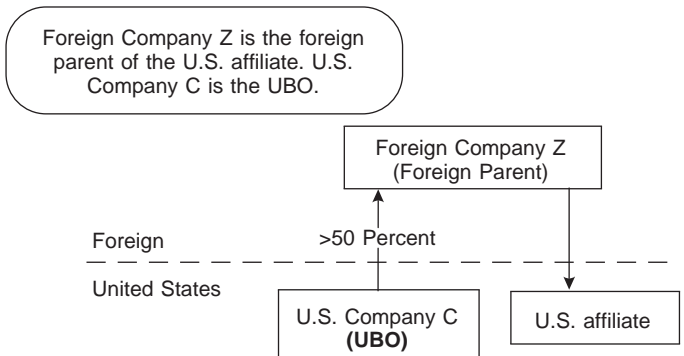 Foreign Company Z is the foreign
parent of the U.S. affiliate. U.S.
Company C is the UBO.
Foreign Company Z
(Foreign Parent)
Foreign
>50 Percent
United States
U.S. Company C
(UBO)
U.S. affiliate